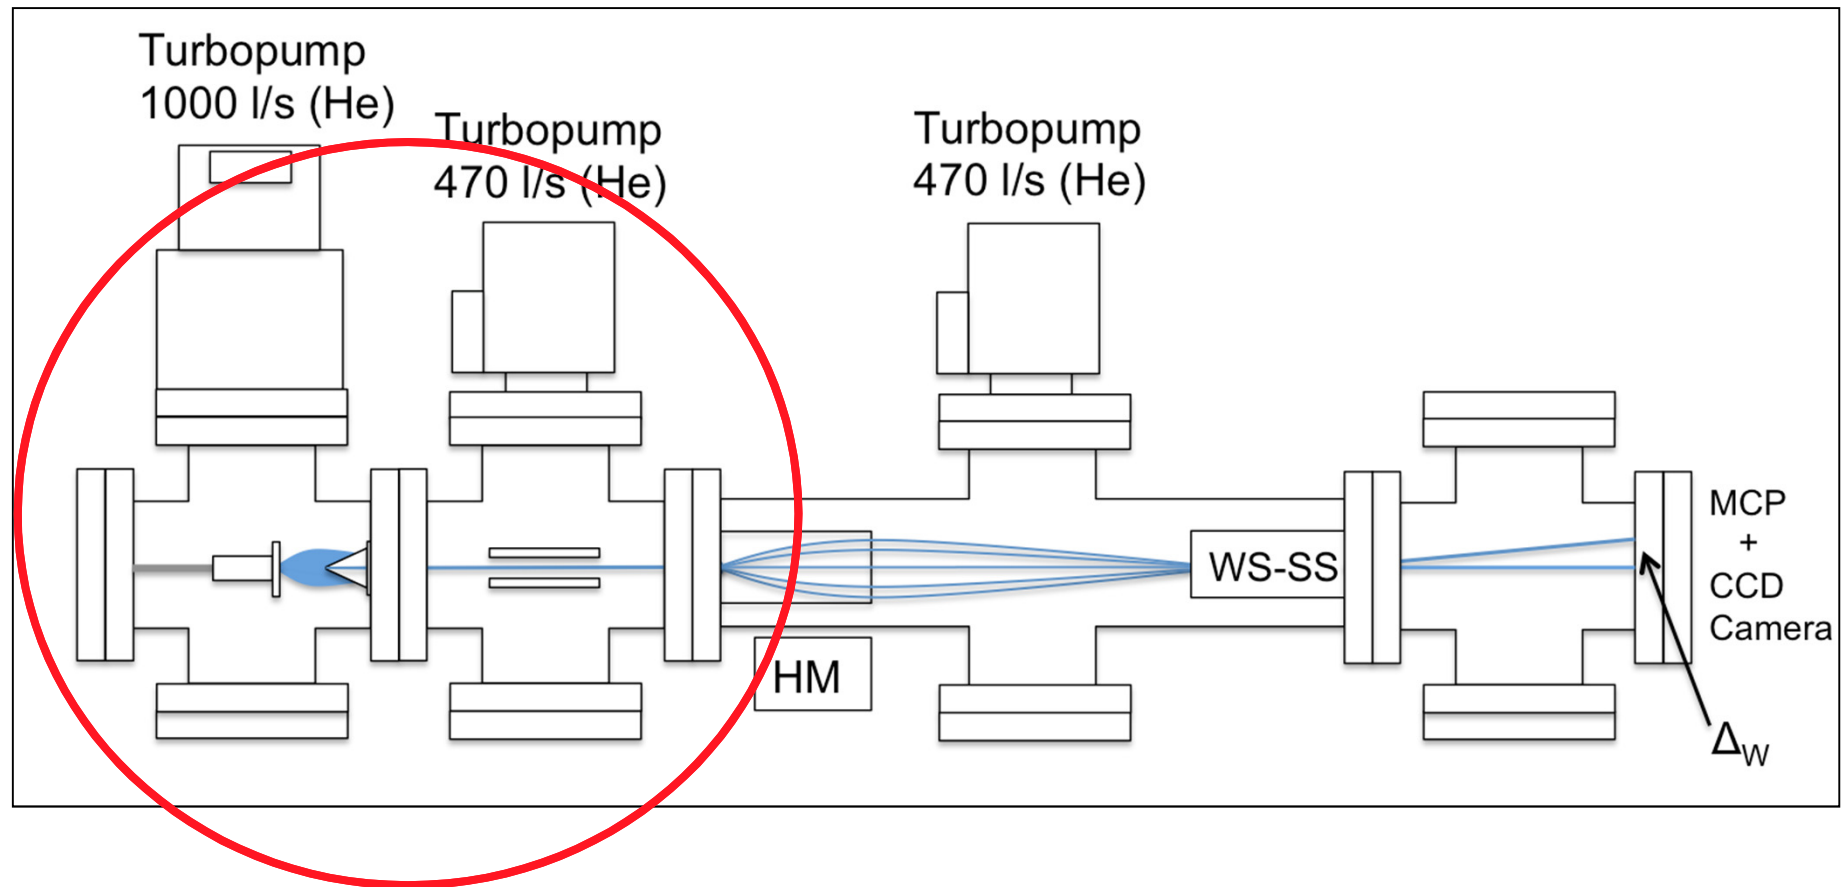 Turbopump
1000 l/s (He)
Turbopump
470 l/s (He)
Turbopump
470 l/s (He)
WS-SS
HM
MCP
+
CCD
Camera
Δw